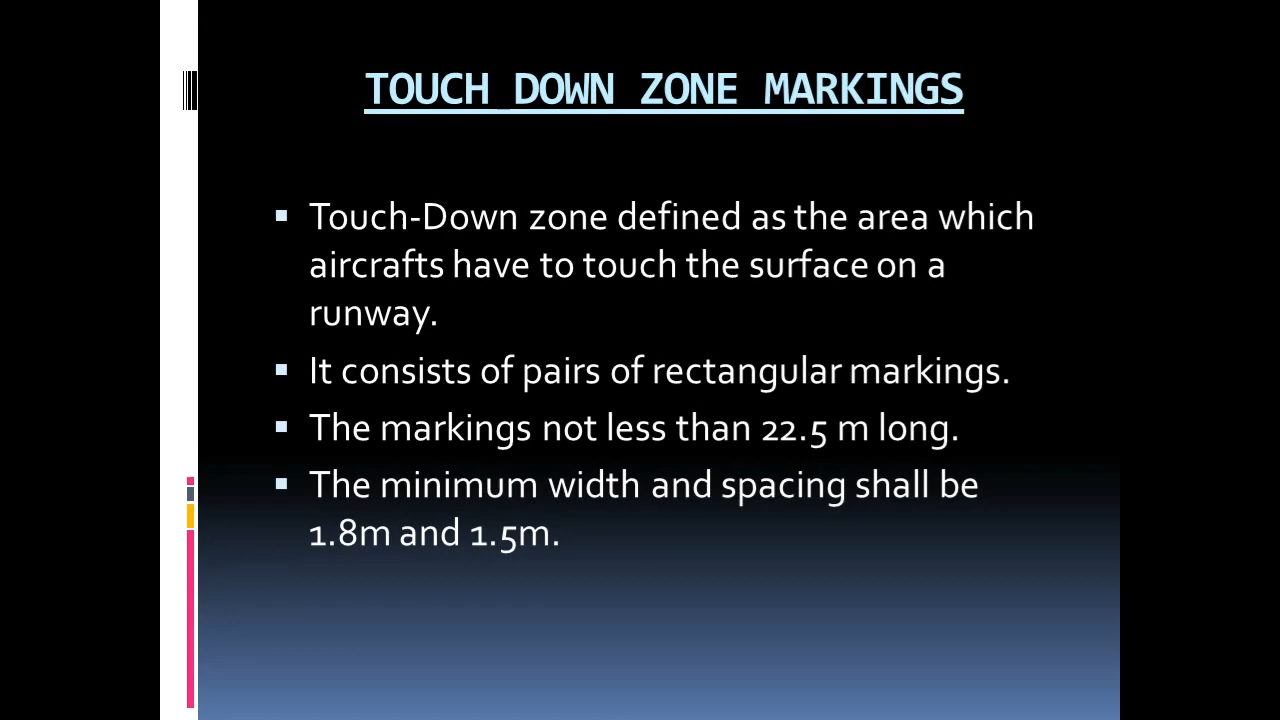 TOUCH DOWN ZONE MARKINGS
▪ Touch-Down zone defined as the area which
aircrafts have to touch the surface on a
runway.
▪ It consists of pairs of rectangular markings.
▪ The markings not less than 22.5 m long.
▪ The minimum width and spacing shall be
1.8m and 1.5m.